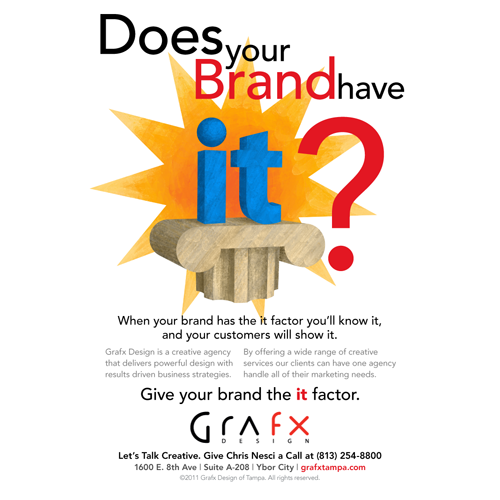 Does your
Brand have
it?
When your brand has the it factor you'll know it,
and your customers will show it.
Grafx Design is a creative agency
that delivers powerful design with
results driven business strategies.
By offering a wide range of creative
services our clients can have one agency
handle all of their marketing needs.
Give your brand the it factor.
GraFX
DESIGN
Let's Talk Creative. Give Chris Nesci a Call at (813) 254-8800
1600 E. 8th Ave | Suite A-208 | Ybor City | grafxtampa.com
©2011 Grafx Design of Tampa. All rights reserved.